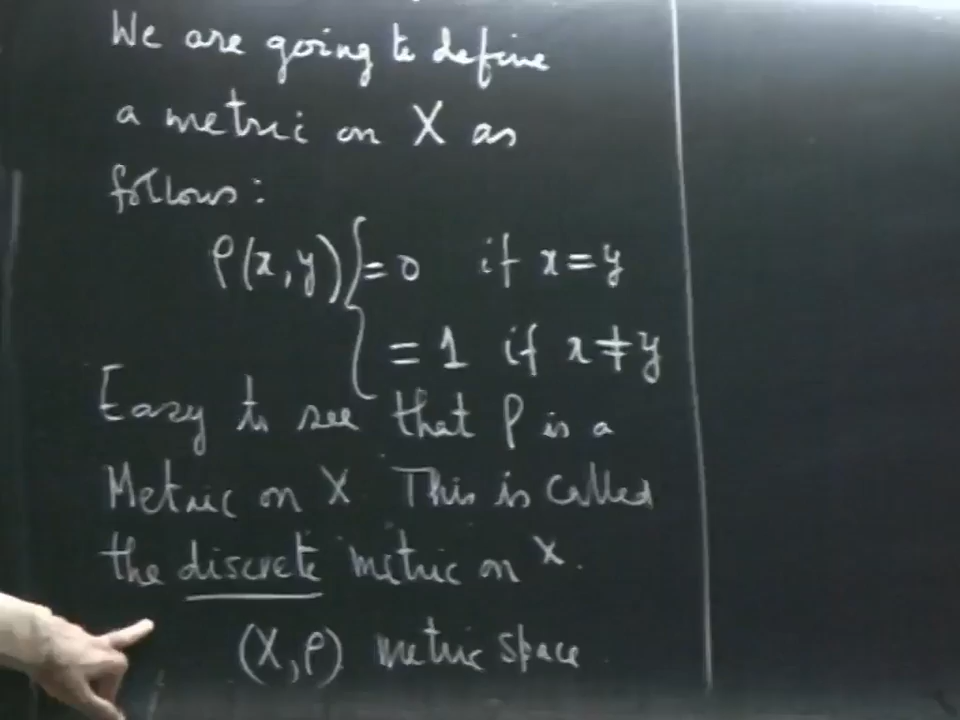 We are going to define
a metric on X as
follows:
ρ(x,y) { = 0 if x = y
= 1 if x ≠ y
Easy to see that ρ is a
Metric on X. This is called
the discrete metric on X.
(X, ρ) metric space